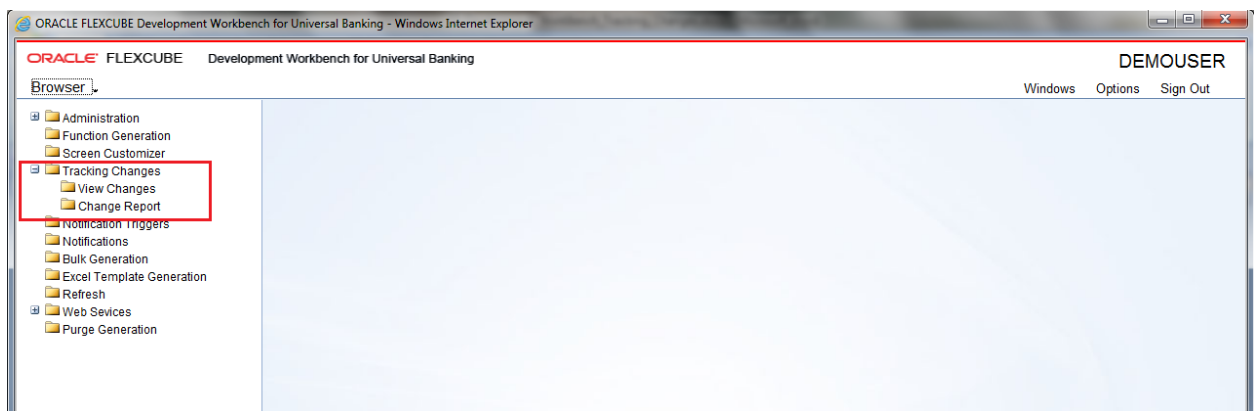 ORACLE FLEXCUBE Development Workbench for Universal Banking - Windows Internet Explorer
ORACLE FLEXCUBE Development Workbench for Universal Banking DEMOUSER
Browser Windows Options Sign Out
Administration
Function Generation
Screen Customizer
Tracking Changes
View Changes
Change Report
Notification Triggers
Notifications
Bulk Generation
Excel Template Generation
Refresh
Web Sevices
Purge Generation